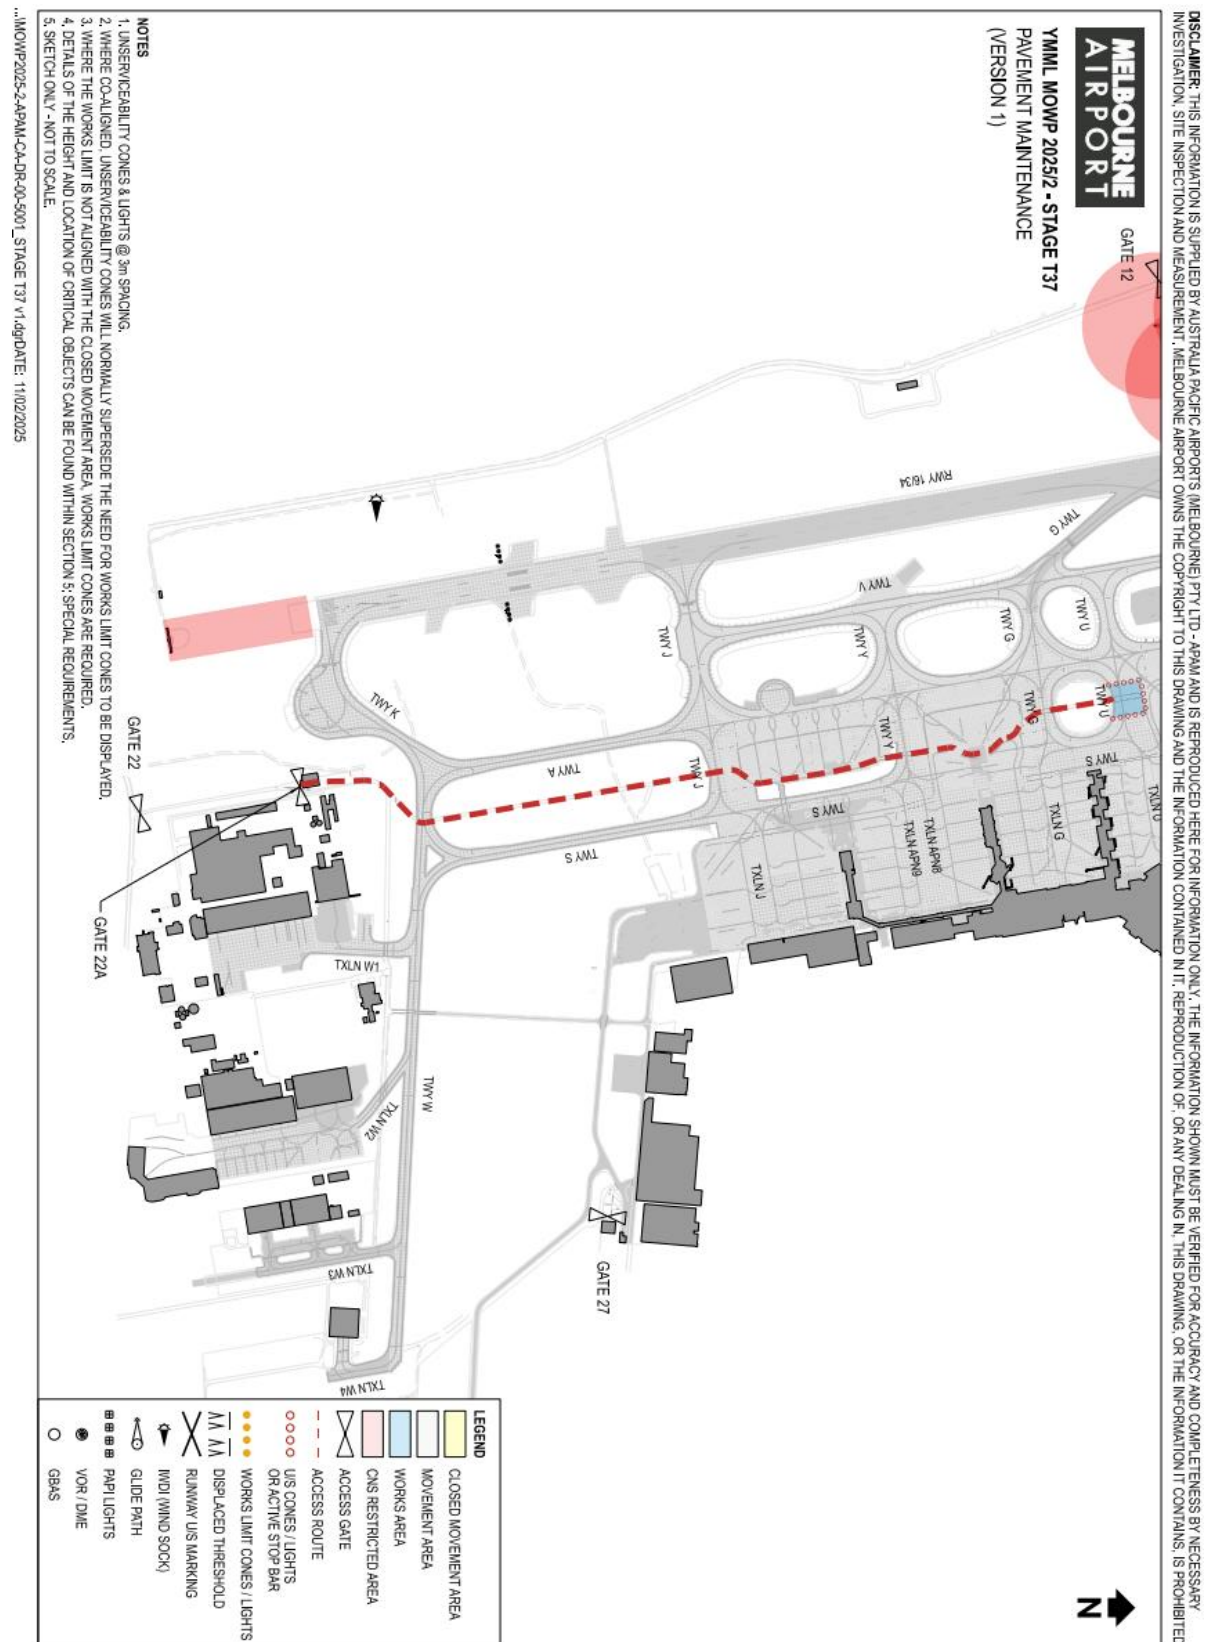 DISCLAIMER: THIS INFORMATION IS SUPPLIED BY AUSTRALIA PACIFIC AIRPORTS (MELBOURNE) PTY LTD - APAM AND IS REPRODUCED HERE FOR INFORMATION ONLY. THE INFORMATION SHOWN MUST BE VERIFIED FOR ACCURACY AND COMPLETENESS BY NECESSARY
INVESTIGATION, SITE INSPECTION AND MEASUREMENT. MELBOURNE AIRPORT OWNS THE COPYRIGHT TO THIS DRAWING AND THE INFORMATION CONTAINED IN IT. REPRODUCTION OF, OR ANY DEALING IN, THIS DRAWING, OR THE INFORMATION IT CONTAINS, IS PROHIBITED
MELBOURNE
AIRPORT
YMML MOWP 2025/2 - STAGE T37
PAVEMENT MAINTENANCE
(VERSION 1)
GATE 12
RWY 16/34
TWY G
TWY V
TWY U
TWY G
TWY Y
TWY J
TWY K
TWY U
TWY G
TWY Y
TWY J
TWY A
TWY S
TWY S
TWY S
TXLN G
TXLN APN8
TXLN APN9
TXLN J
GATE 22
GATE 22A
TXLN W1
TWY W
TXLN W2
TXLN W3
TXLN W4
GATE 27
N
LEGEND
CLOSED MOVEMENT AREA
MOVEMENT AREA
WORKS AREA
CNS RESTRICTED AREA
ACCESS GATE
ACCESS ROUTE
U/S CONES / LIGHTS
OR ACTIVE STOP BAR
WORKS LIMIT CONES / LIGHTS
DISPLACED THRESHOLD
RUNWAY U/S MARKING
IWDI (WIND SOCK)
GLIDE PATH
PAPI LIGHTS
VOR / DME
GBAS
NOTES
1. UNSERVICEABILITY CONES & LIGHTS @ 3m SPACING.
2. WHERE CO-ALIGNED, UNSERVICEABILITY CONES WILL NORMALLY SUPERSEDE THE NEED FOR WORKS LIMIT CONES TO BE DISPLAYED.
3. WHERE THE WORKS LIMIT IS NOT ALIGNED WITH THE CLOSED MOVEMENT AREA, WORKS LIMIT CONES ARE REQUIRED.
4. DETAILS OF THE HEIGHT AND LOCATION OF CRITICAL OBJECTS CAN BE FOUND WITHIN SECTION 5: SPECIAL REQUIREMENTS.
5. SKETCH ONLY - NOT TO SCALE.
...\MOWP2025-2-APAM-CA-DR-00-5001_STAGE T37 v1.dgnDATE: 11/02/2025